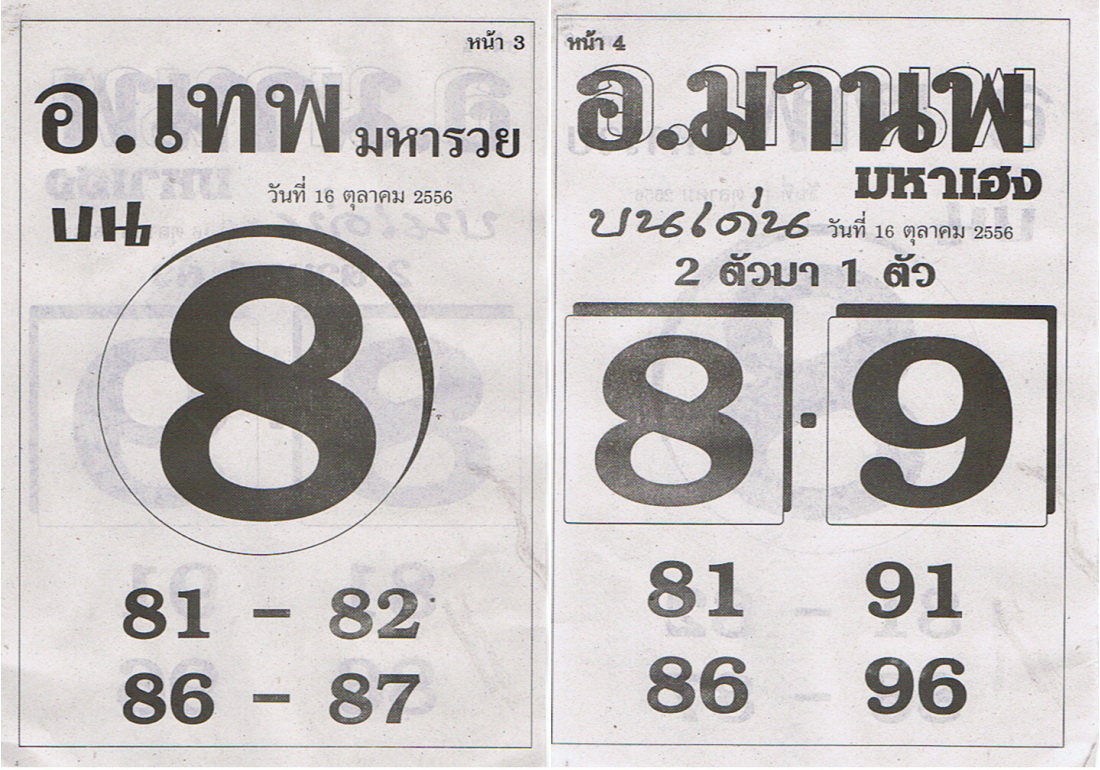 หน้า 3
อ.เทพ มหารวย
วันที่ 16 ตุลาคม 2556
บน
8
81 - 82
86 - 87
หน้า 4
อ.มานพ
มหาเฮง
บนเด่น วันที่ 16 ตุลาคม 2556
2 ตัวมา 1 ตัว
8 · 9
81 91
86 96